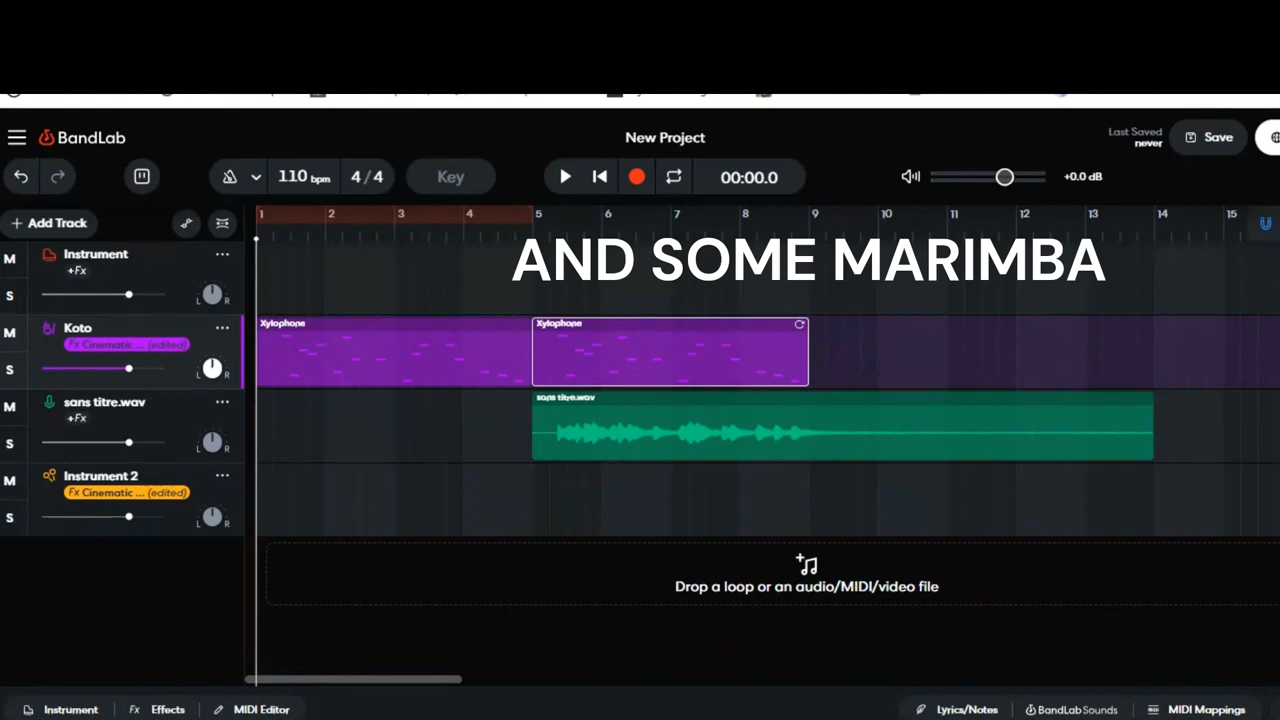 BandLab
New Project
Last Saved
never
Save
110 bpm
4/4
Key
00:00.0
+0.0 dB
+ Add Track
1 2 3 4 5 6 7 8 9 10 11 12 13 14 15
AND SOME MARIMBA
M
Instrument
...
+Fx
S
L R
M
Koto
...
Fx Cinematic ... (edited)
S
L R
Xylophone
Xylophone
M
sans titre.wav
...
+Fx
S
L R
sans titre.wav
M
Instrument 2
...
Fx Cinematic ... (edited)
S
L R
Drop a loop or an audio/MIDI/video file
Instrument
Fx Effects
MIDI Editor
Lyrics/Notes
BandLab Sounds
MIDI Mappings